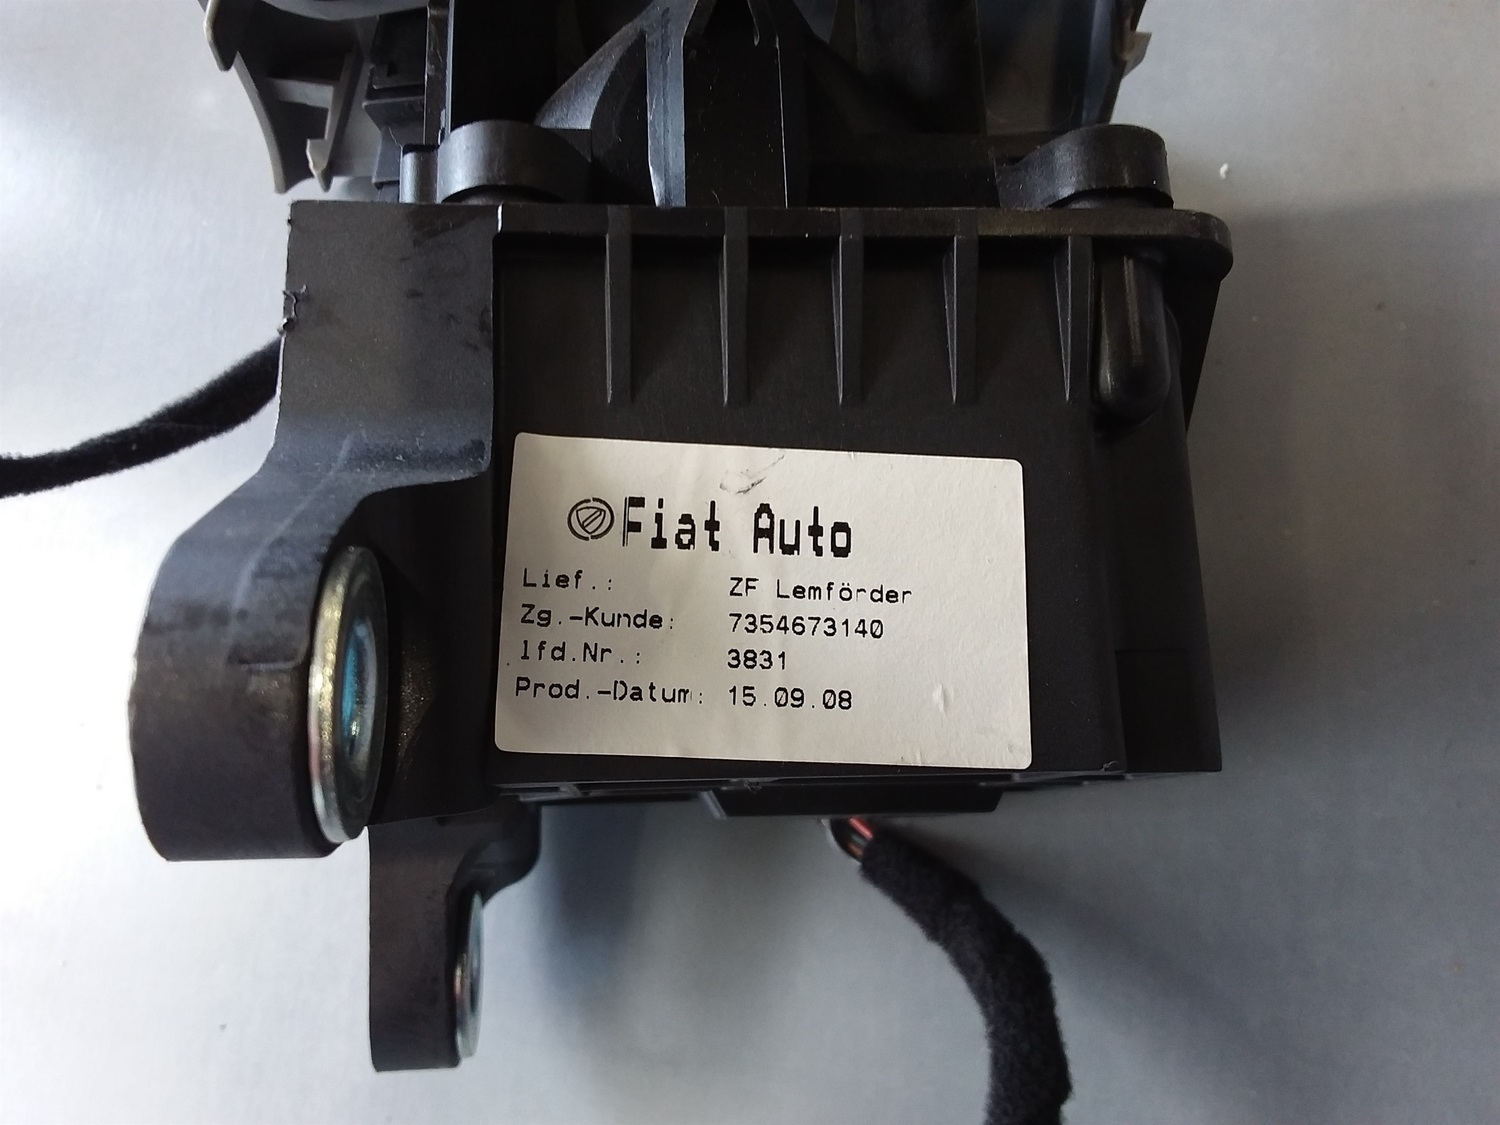 Fiat Auto
Lief.: ZF Lemförder
Zg.-Kunde: 7354673140
lfd.Nr.: 3831
Prod.-Datum: 15.09.08